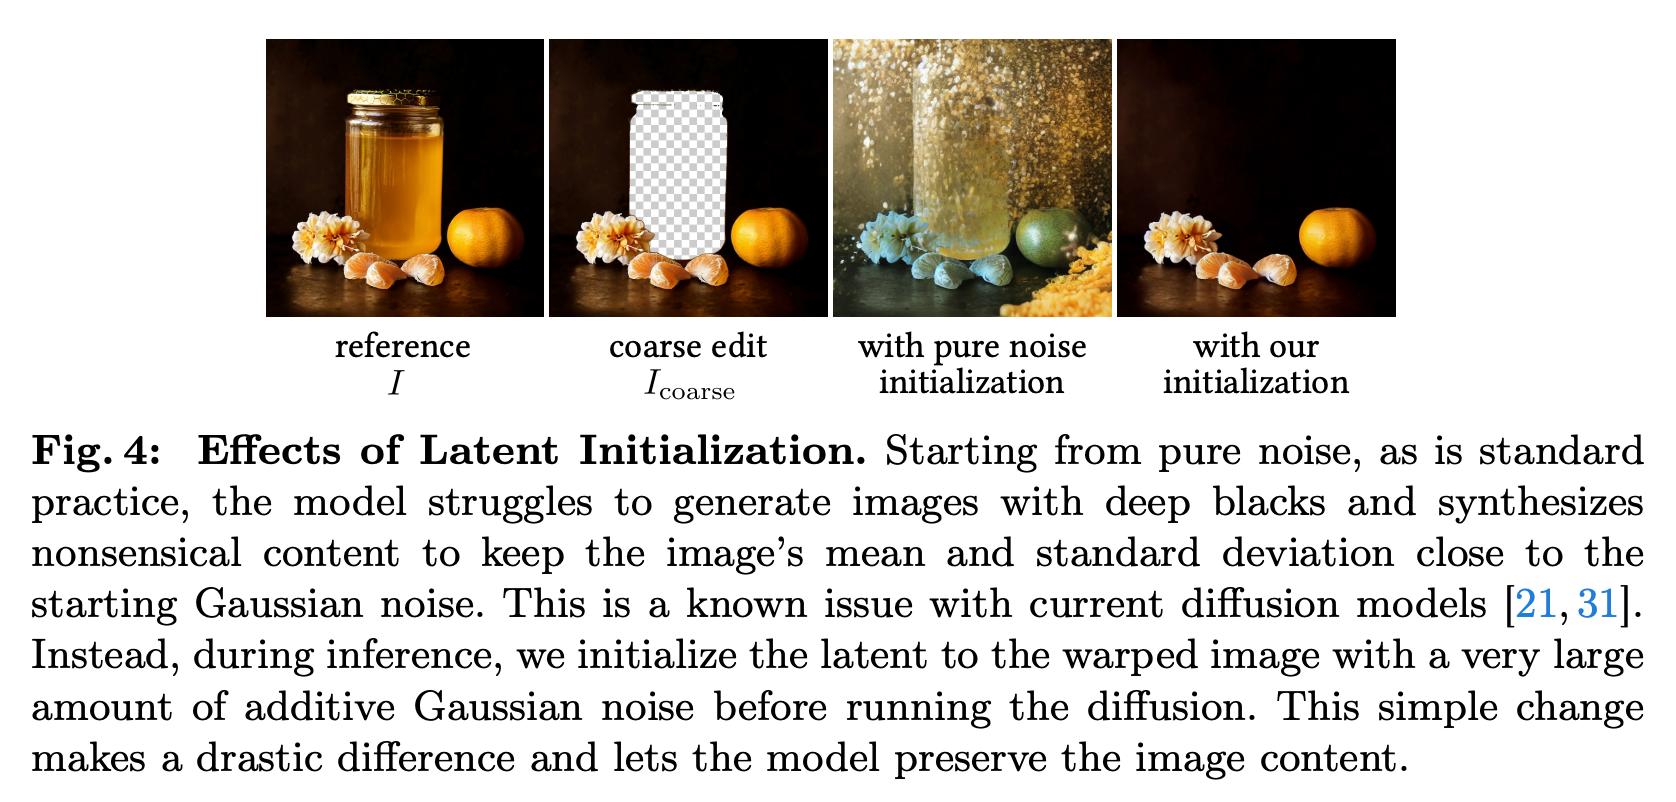 reference
I
coarse edit
I_coarse
with pure noise
initialization
with our
initialization
Fig. 4: Effects of Latent Initialization. Starting from pure noise, as is standard
practice, the model struggles to generate images with deep blacks and synthesizes
nonsensical content to keep the image's mean and standard deviation close to the
starting Gaussian noise. This is a known issue with current diffusion models [21, 31].
Instead, during inference, we initialize the latent to the warped image with a very large
amount of additive Gaussian noise before running the diffusion. This simple change
makes a drastic difference and lets the model preserve the image content.